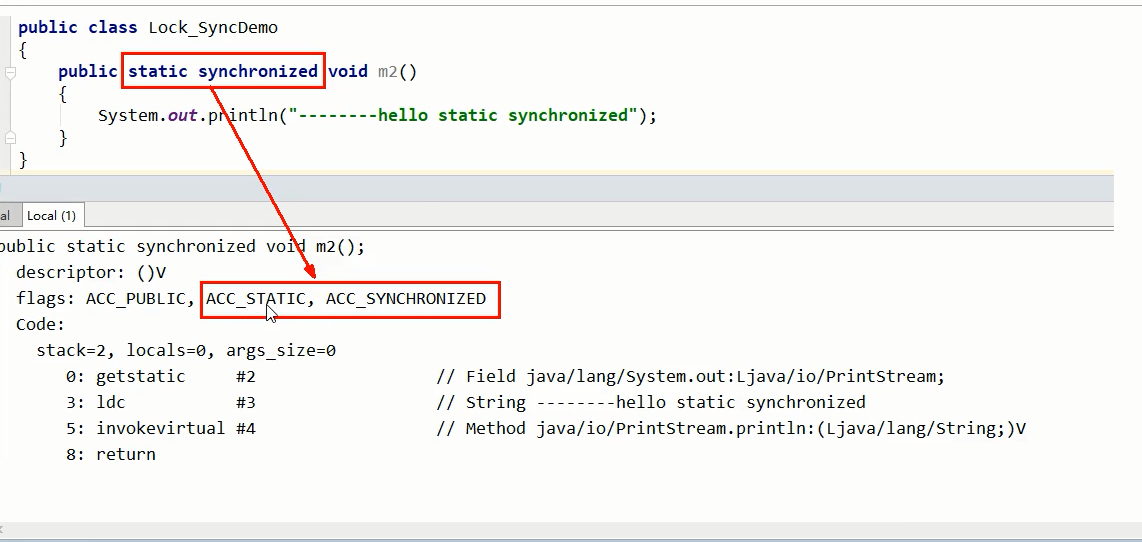 public class Lock_SyncDemo
{
public static synchronized void m2()
{
System.out.println("--------hello static synchronized");
}
}
al Local (1)
public static synchronized void m2();
descriptor: ()V
flags: ACC_PUBLIC, ACC_STATIC, ACC_SYNCHRONIZED
Code:
stack=2, locals=0, args_size=0
0: getstatic #2 // Field java/lang/System.out:Ljava/io/PrintStream;
3: ldc #3 // String --------hello static synchronized
5: invokevirtual #4 // Method java/io/PrintStream.println:(Ljava/lang/String;)V
8: return